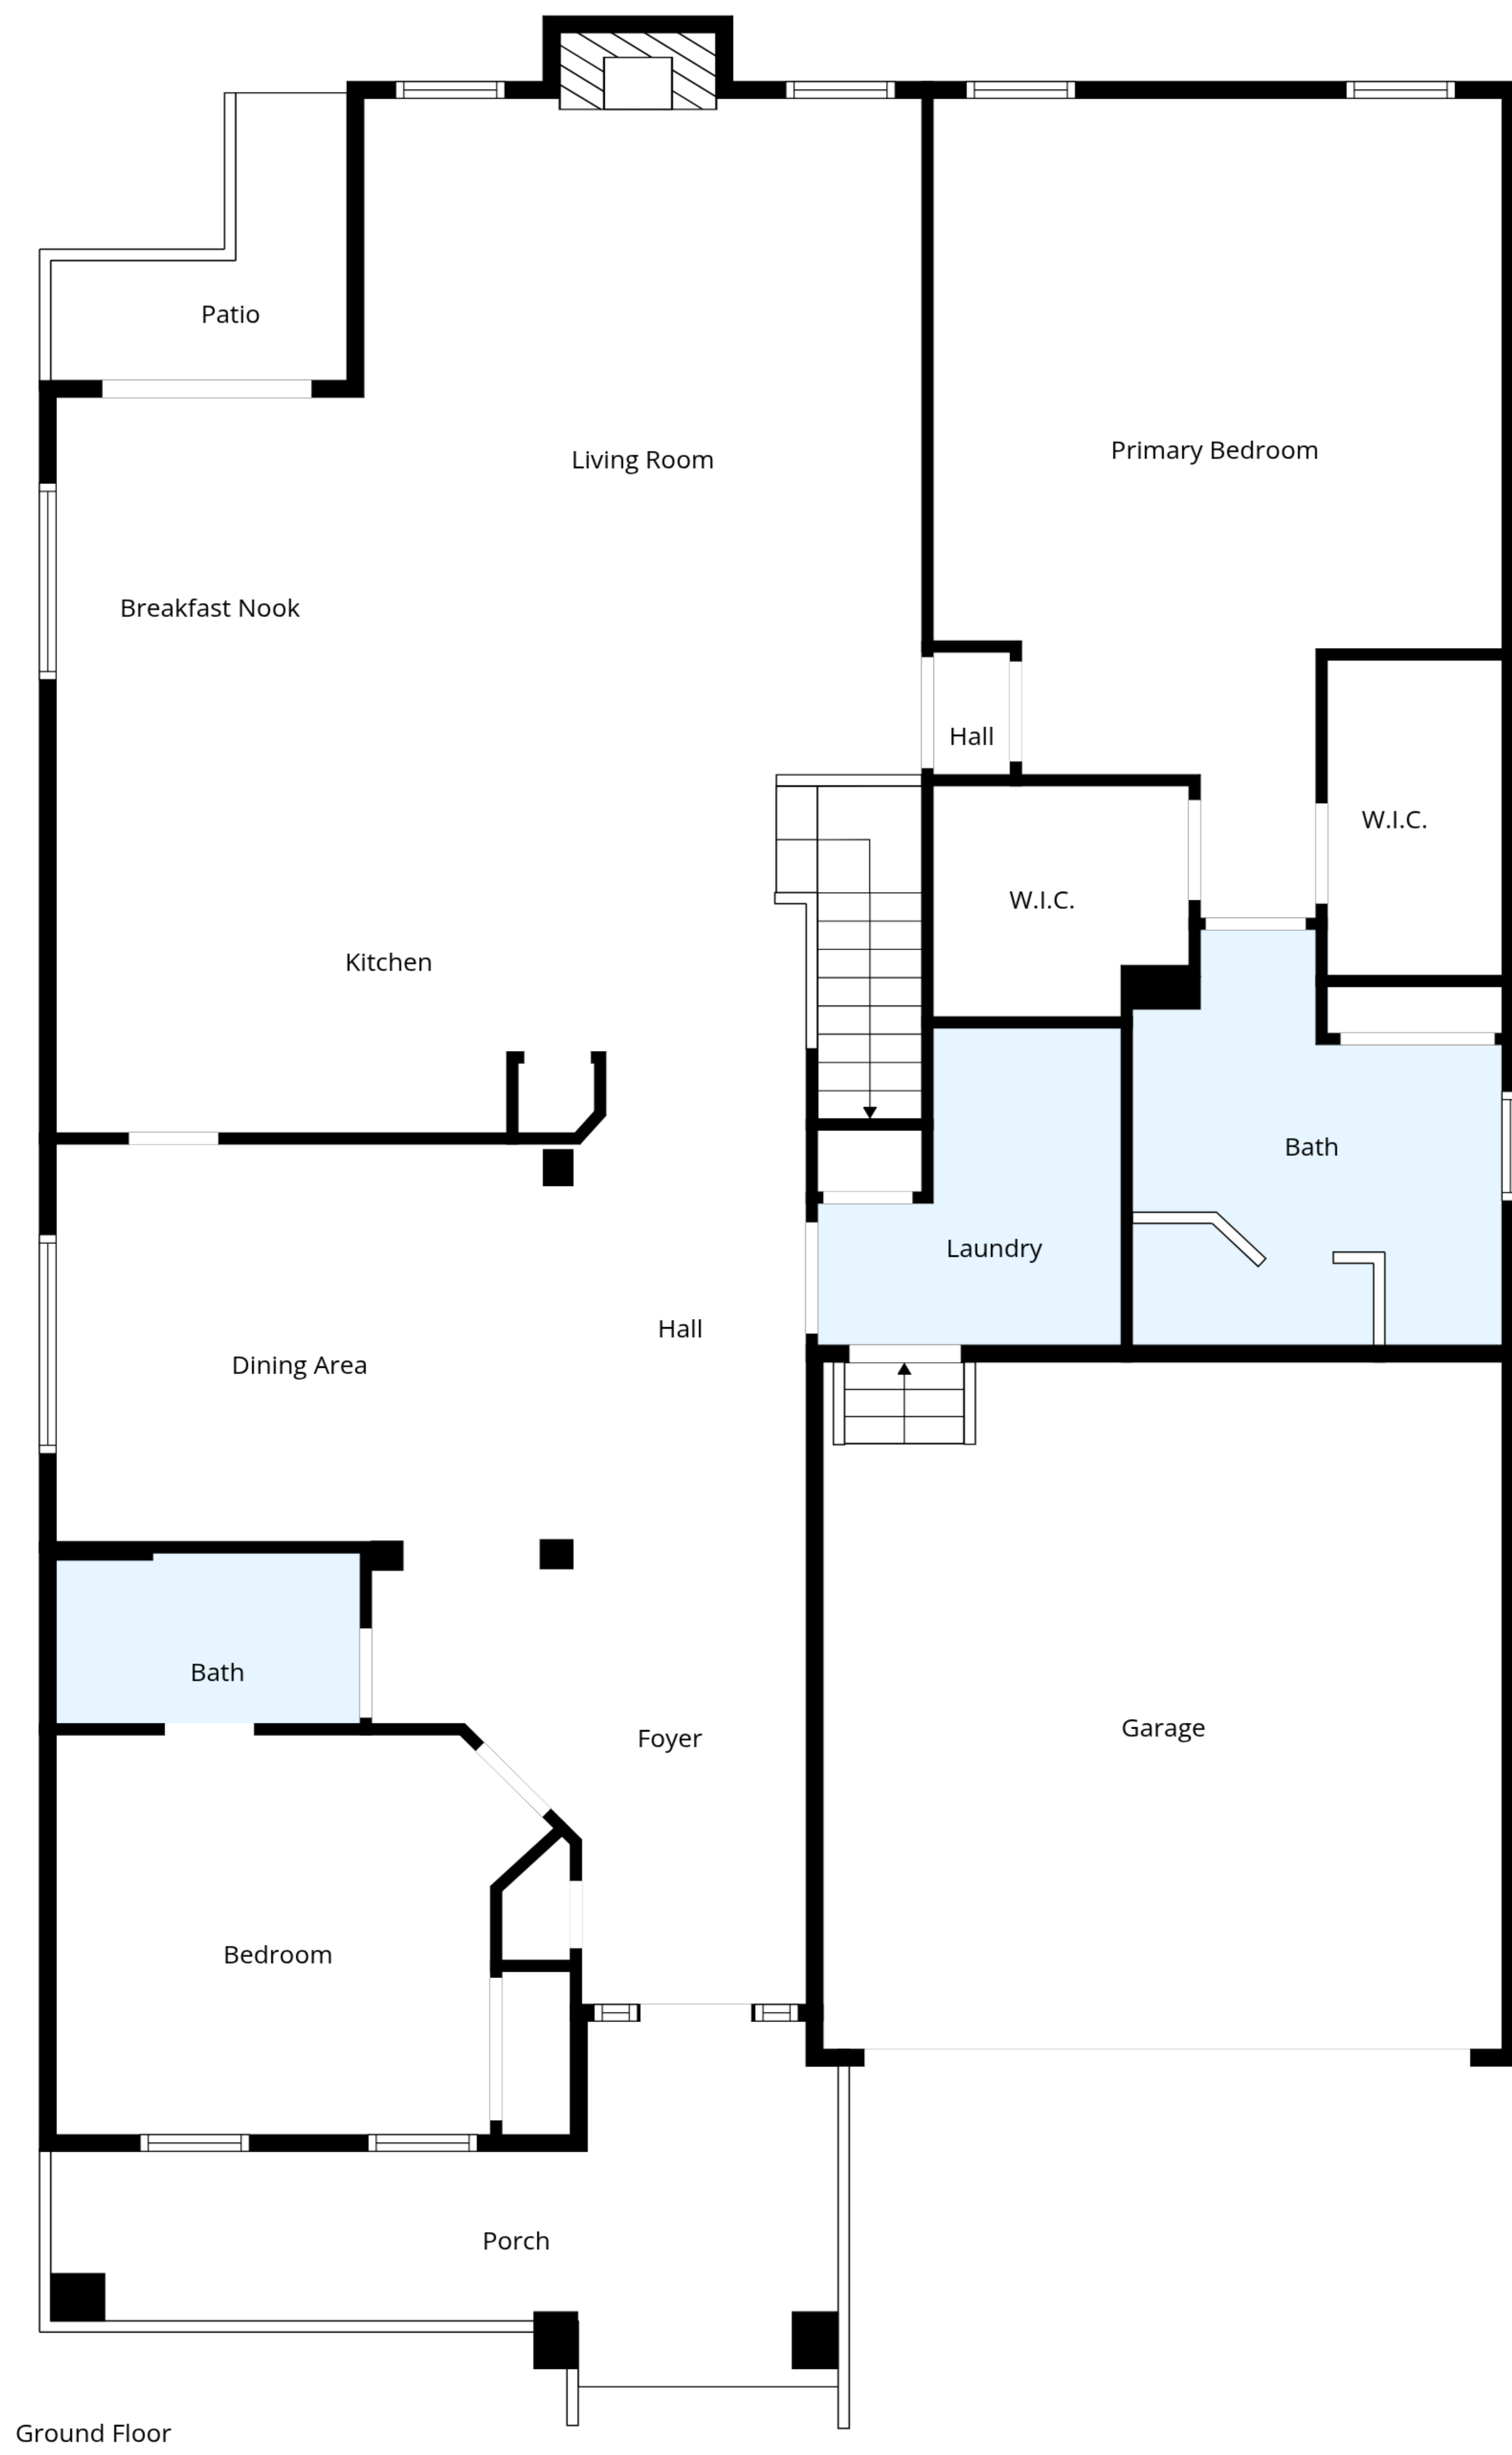 Patio
Living Room
Primary Bedroom
Breakfast Nook
Hall
W.I.C.
W.I.C.
Kitchen
Bath
Laundry
Hall
Dining Area
Bath
Foyer
Garage
Bedroom
Porch
Ground Floor